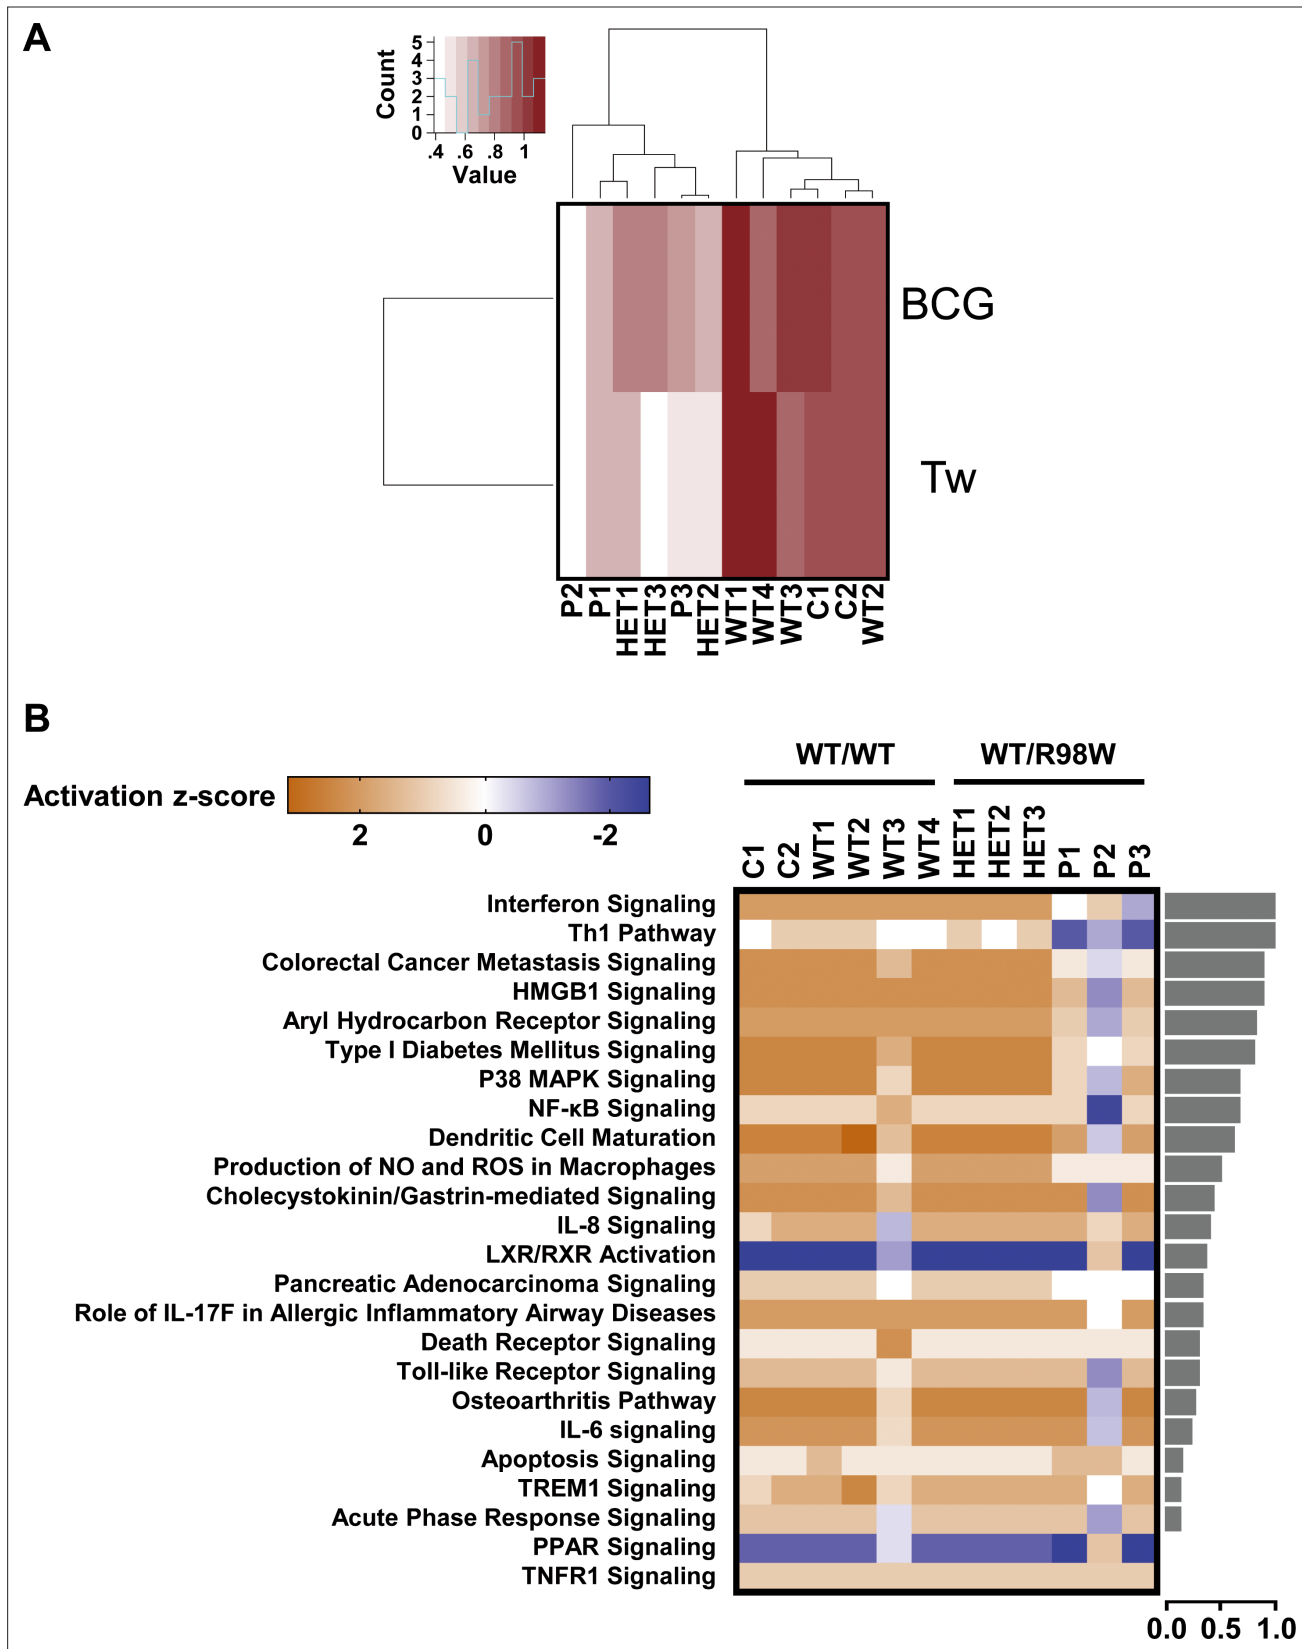 A
Count
5
4
3
2
1
0
.4 .6 .8 1
Value
BCG
Tw
P2 P1 HET1 HET3 P3 HET2 WT1 WT4 WT3 C1 C2 WT2
B
WT/WT WT/R98W
Activation z-score
2 0 -2
C1 C2 WT1 WT2 WT3 WT4 HET1 HET2 HET3 P1 P2 P3
Interferon Signaling
Th1 Pathway
Colorectal Cancer Metastasis Signaling
HMGB1 Signaling
Aryl Hydrocarbon Receptor Signaling
Type I Diabetes Mellitus Signaling
P38 MAPK Signaling
NF-κB Signaling
Dendritic Cell Maturation
Production of NO and ROS in Macrophages
Cholecystokinin/Gastrin-mediated Signaling
IL-8 Signaling
LXR/RXR Activation
Pancreatic Adenocarcinoma Signaling
Role of IL-17F in Allergic Inflammatory Airway Diseases
Death Receptor Signaling
Toll-like Receptor Signaling
Osteoarthritis Pathway
IL-6 signaling
Apoptosis Signaling
TREM1 Signaling
Acute Phase Response Signaling
PPAR Signaling
TNFR1 Signaling
0.0 0.5 1.0